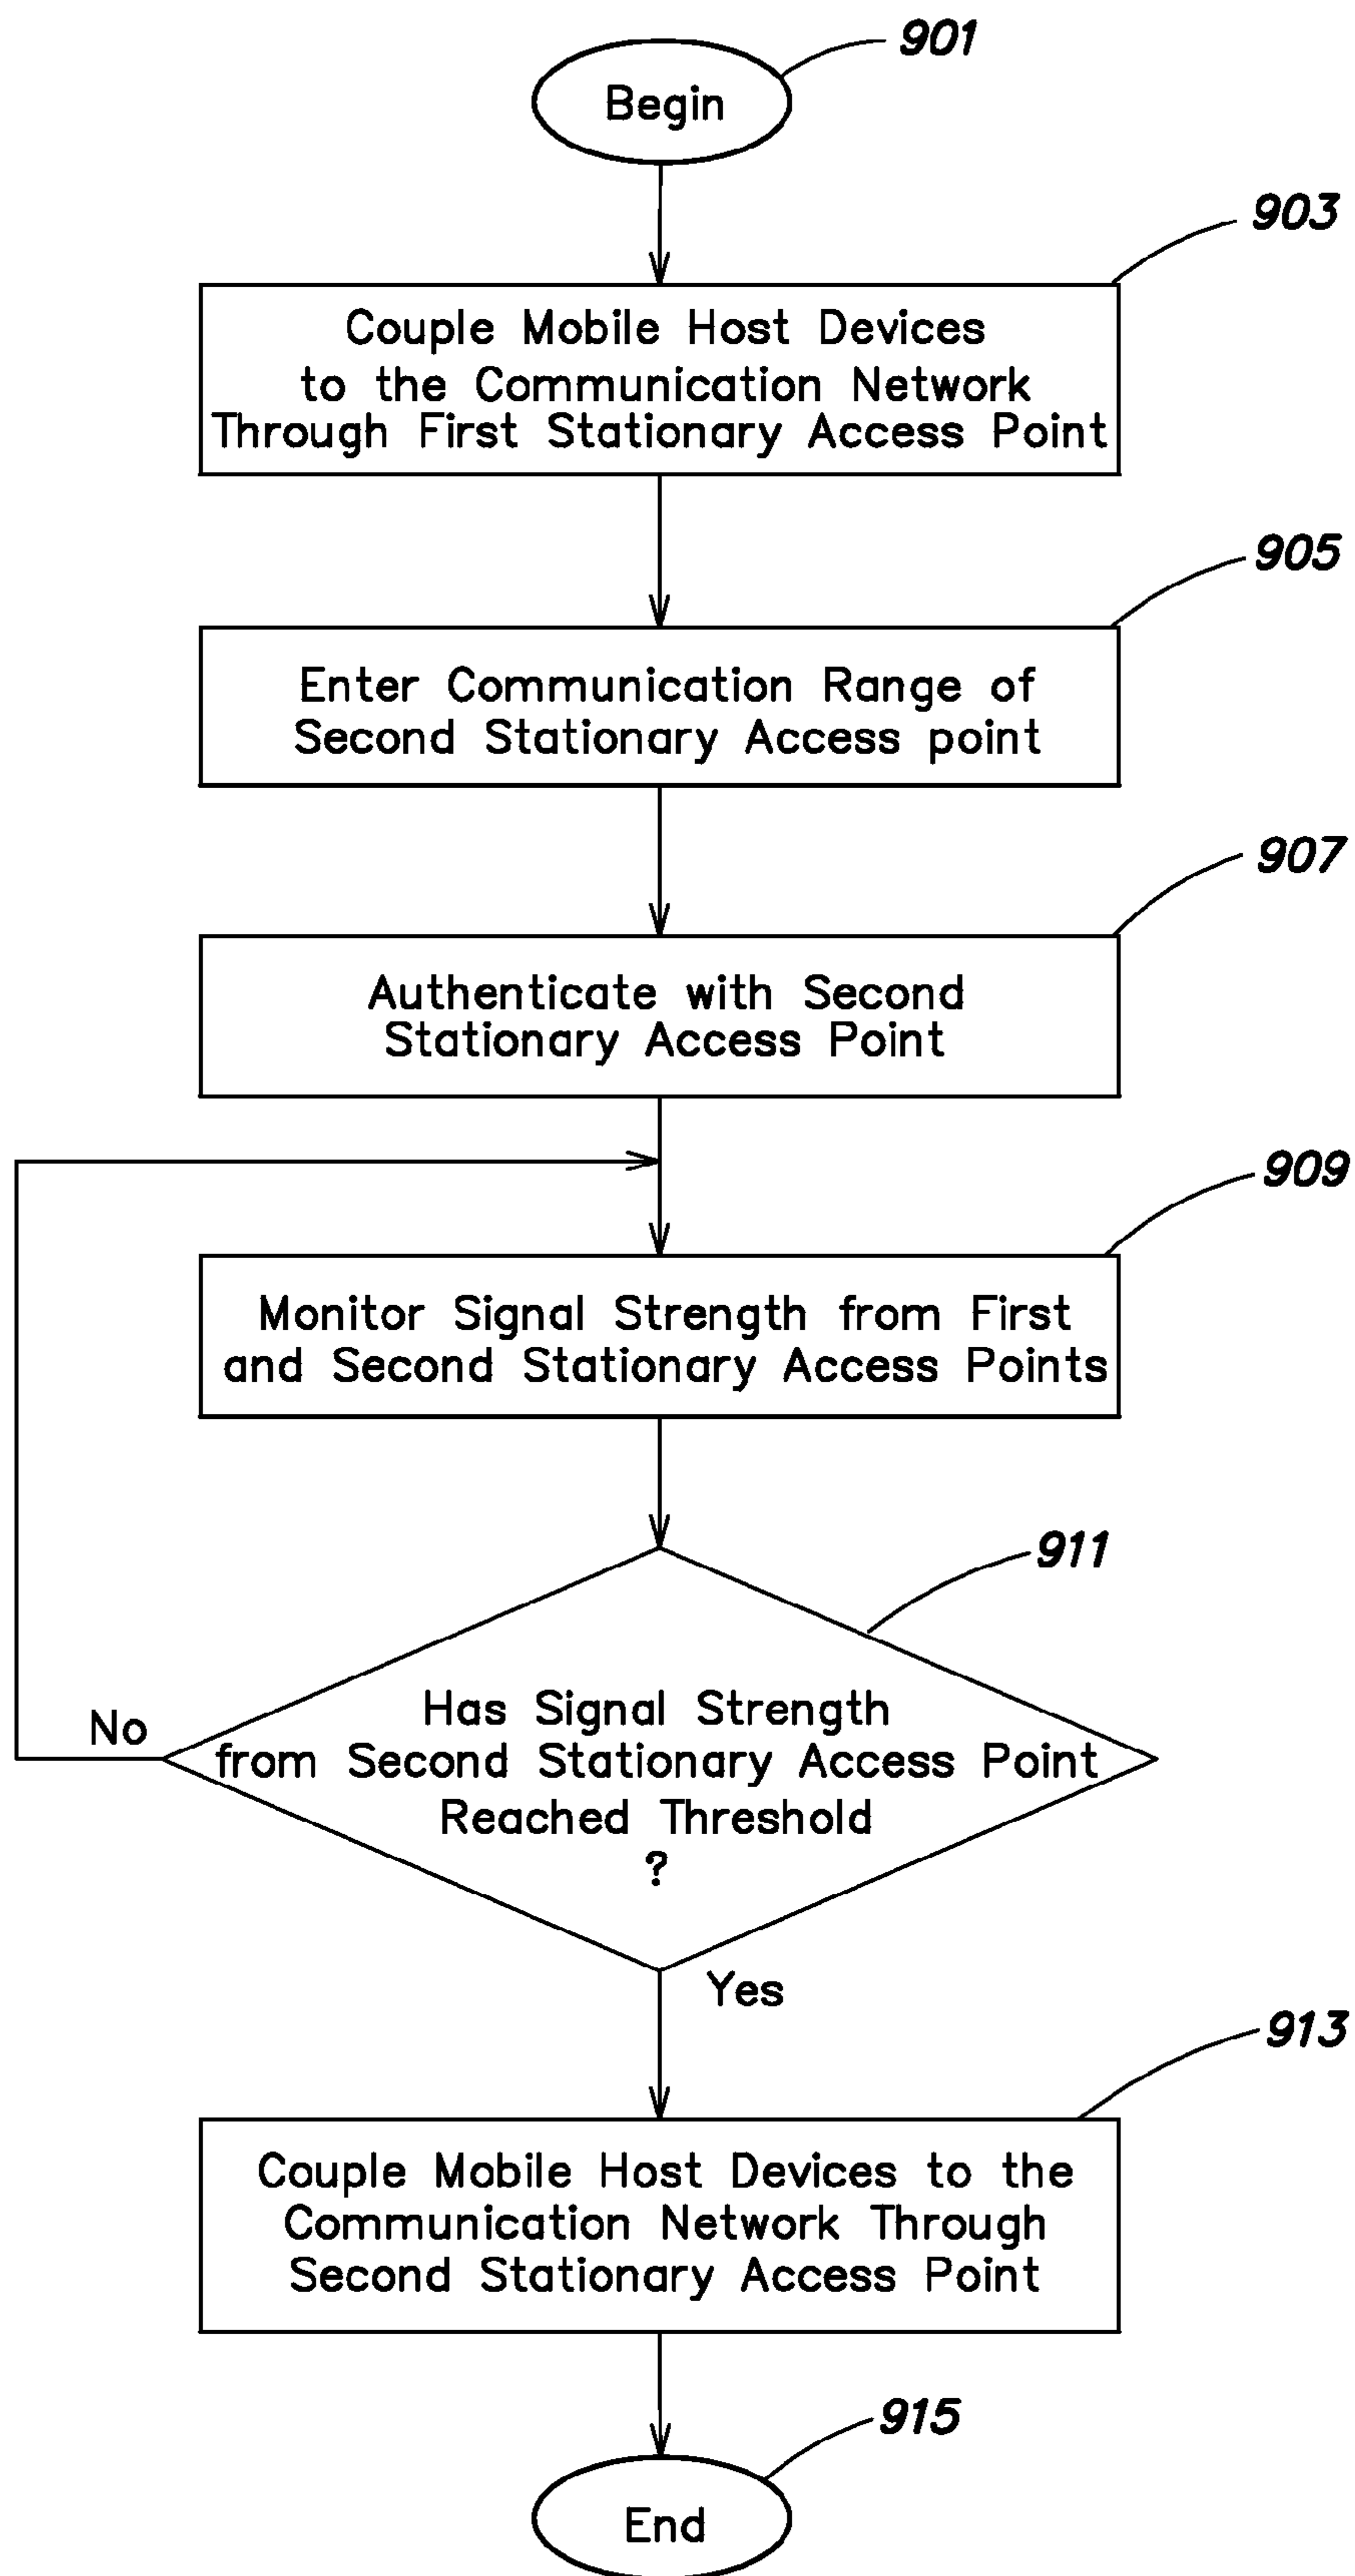 901
Begin
903
Couple Mobile Host Devices
to the Communication Network
Through First Stationary Access Point
905
Enter Communication Range of
Second Stationary Access point
907
Authenticate with Second
Stationary Access Point
909
Monitor Signal Strength from First
and Second Stationary Access Points
911
Has Signal Strength
from Second Stationary Access Point
Reached Threshold
?
No
Yes
913
Couple Mobile Host Devices to the
Communication Network Through
Second Stationary Access Point
915
End